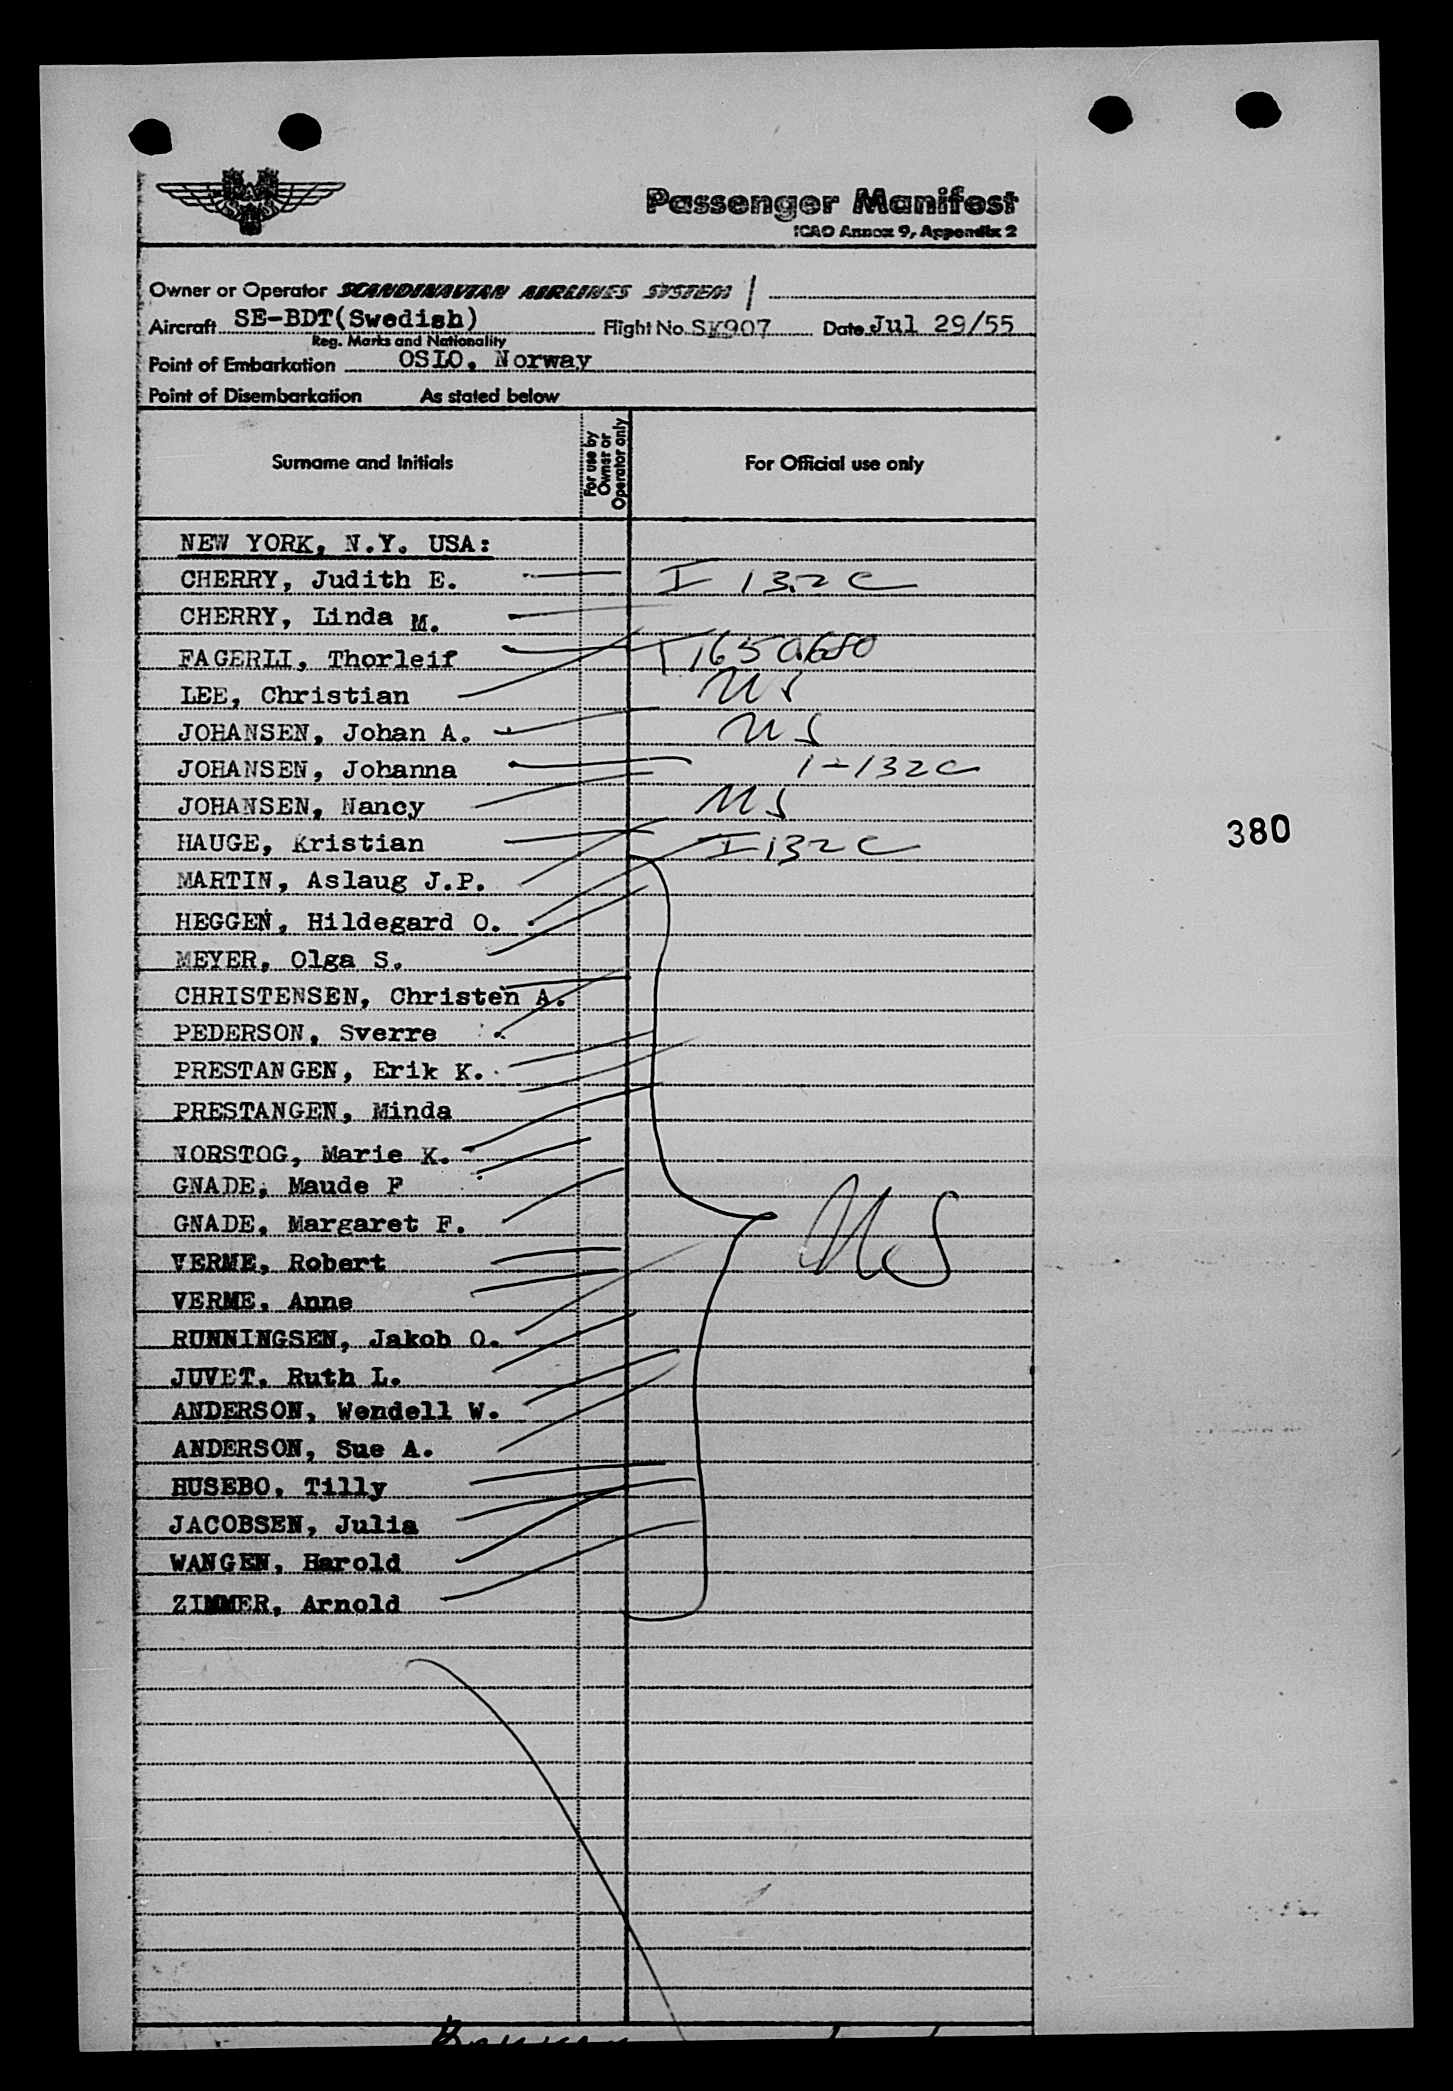 Passenger Manifest
ICAO Annex 9, Appendix 2
Owner or Operator SCANDINAVIAN AIRLINES SYSTEM
Aircraft SE-BDT(Swedish) Flight No. SK907 Date Jul 29/55
Reg. Marks and Nationality
Point of Embarkation OSLO, Norway
Point of Disembarkation As stated below
Surname and Initials For use by Owner or Operator only For Official use only
NEW YORK, N.Y. USA:
CHERRY, Judith E. I 132 C
CHERRY, Linda M.
FAGERLI, Thorleif
LEE, Christian US
JOHANSEN, Johan A. US
JOHANSEN, Johanna I-132C
JOHANSEN, Nancy US
HAUGE, Kristian I 132 C
MARTIN, Aslaug J.P.
HEGGEN, Hildegard O.
MEYER, Olga S.
CHRISTENSEN, Christen A.
PEDERSON, Sverre
PRESTANGEN, Erik K.
380
PRESTANGEN, Minda
NORSTOG, Marie K.
GNADE, Maude F
GNADE, Margaret F.
US
VERME, Robert
VERME, Anne
RUNNINGSEN, Jakob O.
JUVET, Ruth L.
ANDERSON, Wendell W.
ANDERSON, Sue A.
HUSEBO, Tilly
JACOBSEN, Julia
WANGEN, Harold
ZIMMER, Arnold